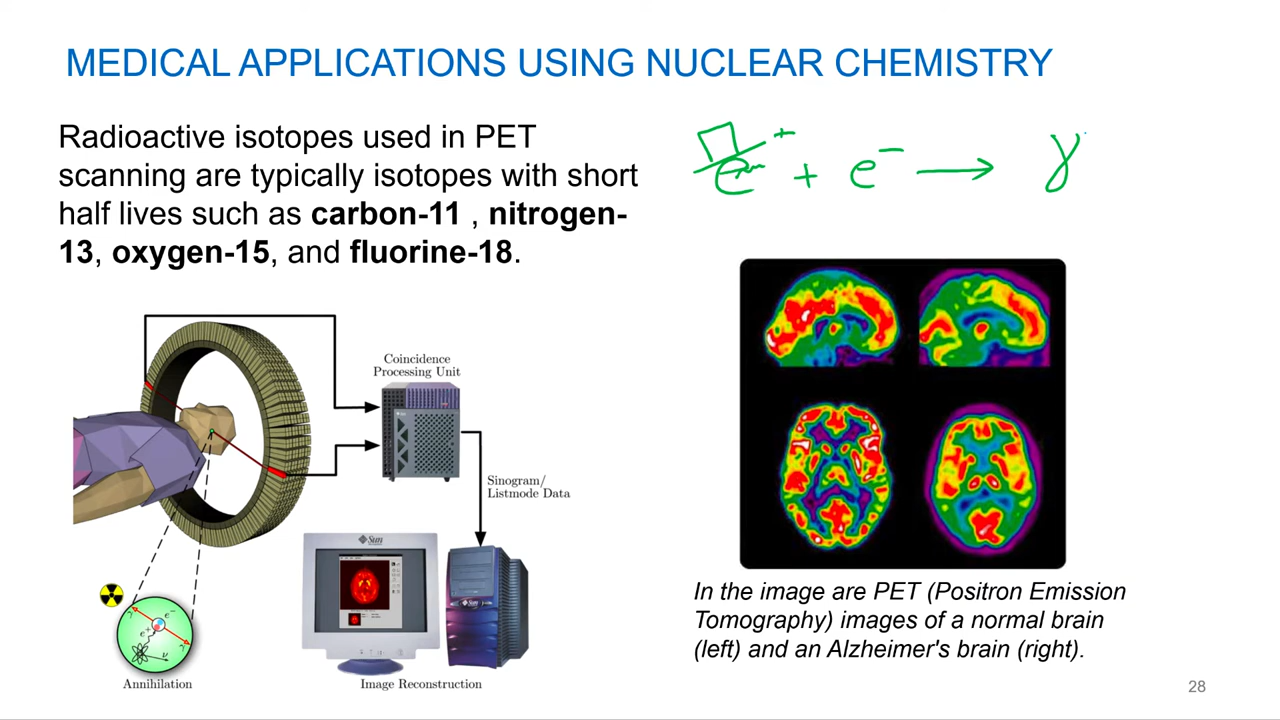 MEDICAL APPLICATIONS USING NUCLEAR CHEMISTRY
Radioactive isotopes used in PET
scanning are typically isotopes with short
half lives such as carbon-11 , nitrogen-
13, oxygen-15, and fluorine-18.
e⁺ + e⁻ → γ
Coincidence
Processing Unit
Sinogram/
Listmode Data
Sun
γ
e⁻
e⁺
γ
ν
Annihilation
Image Reconstruction
In the image are PET (Positron Emission
Tomography) images of a normal brain
(left) and an Alzheimer's brain (right).
28